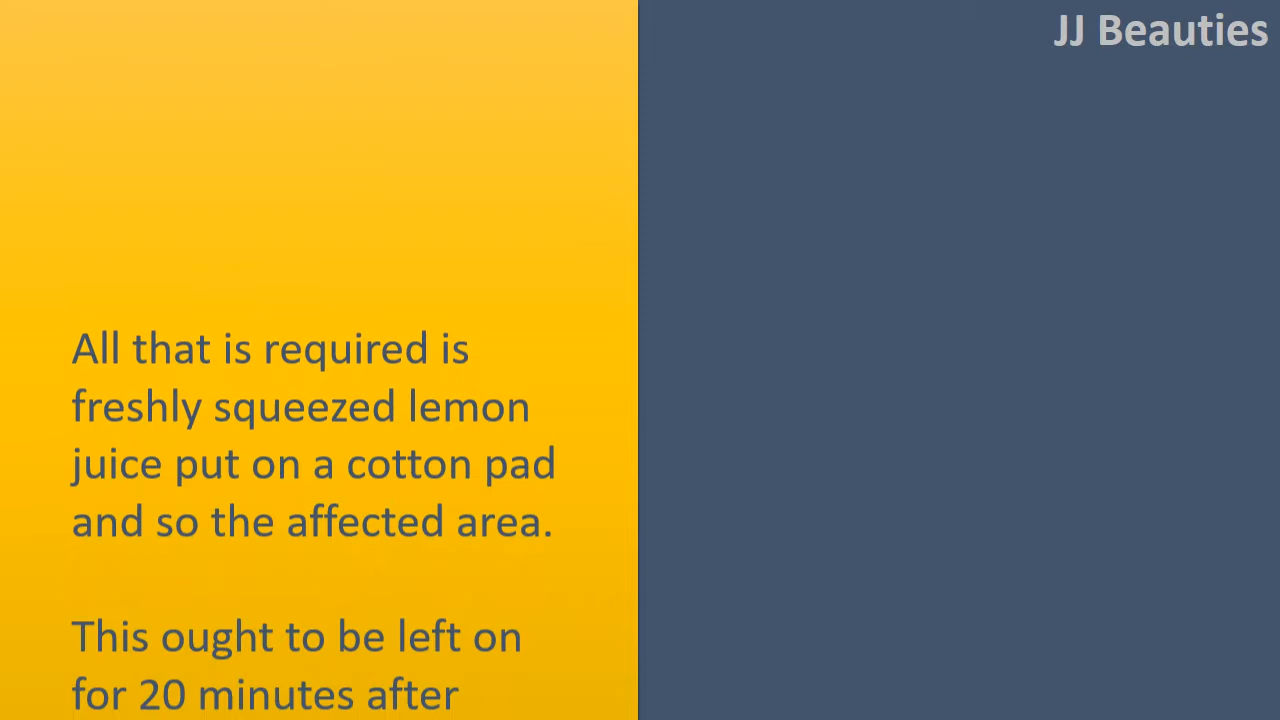 JJ Beauties
All that is required is
freshly squeezed lemon
juice put on a cotton pad
and so the affected area.
This ought to be left on
for 20 minutes after